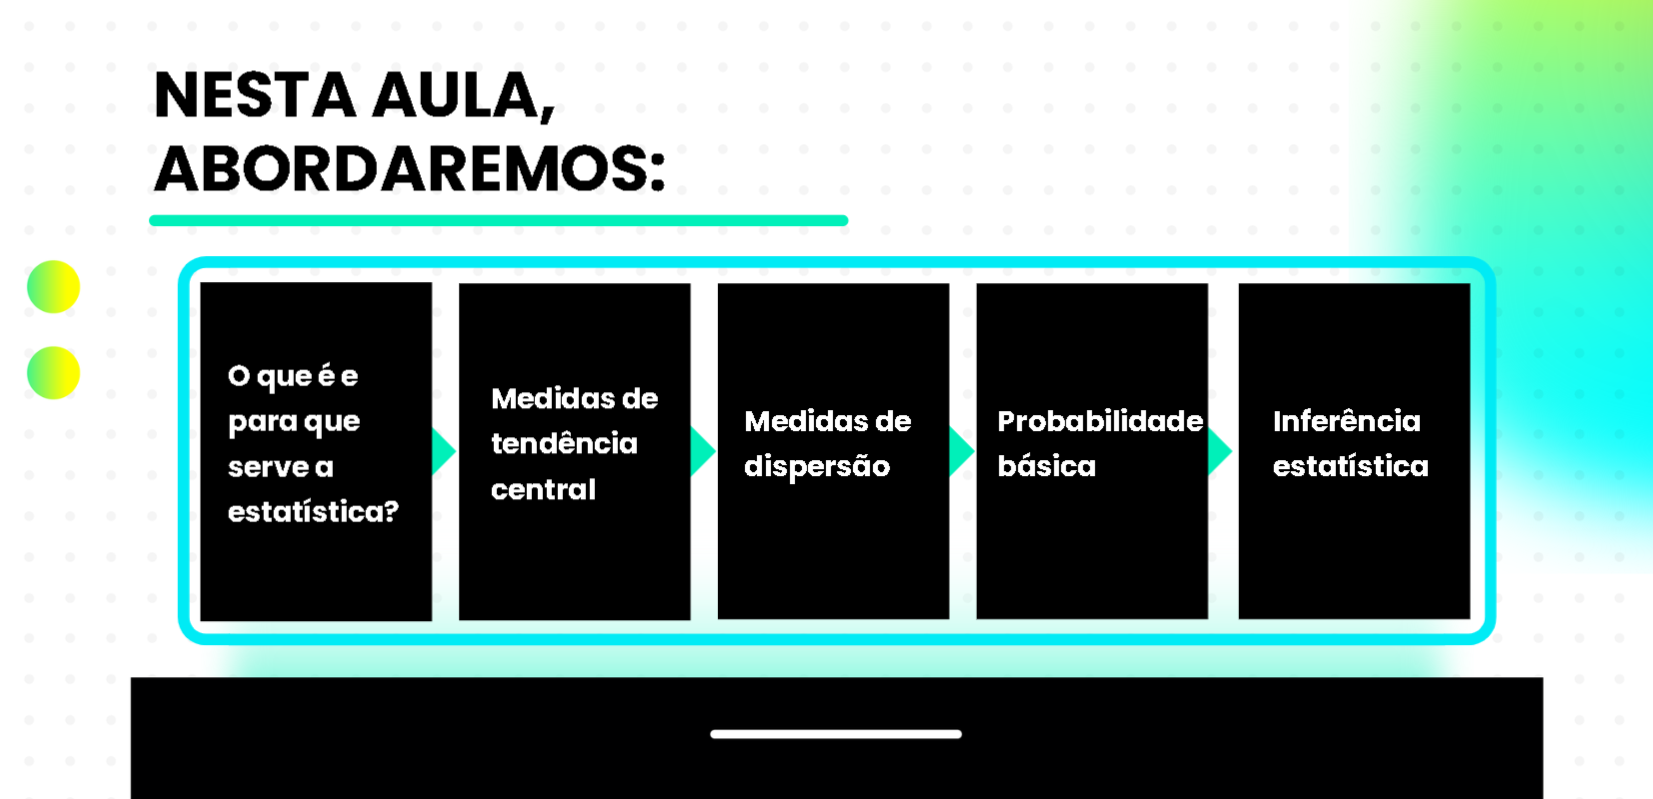 NESTA AULA,
ABORDAREMOS:
O que é e
para que
serve a
estatística?
Medidas de
tendência
central
Medidas de
dispersão
Probabilidade
básica
Inferência
estatística